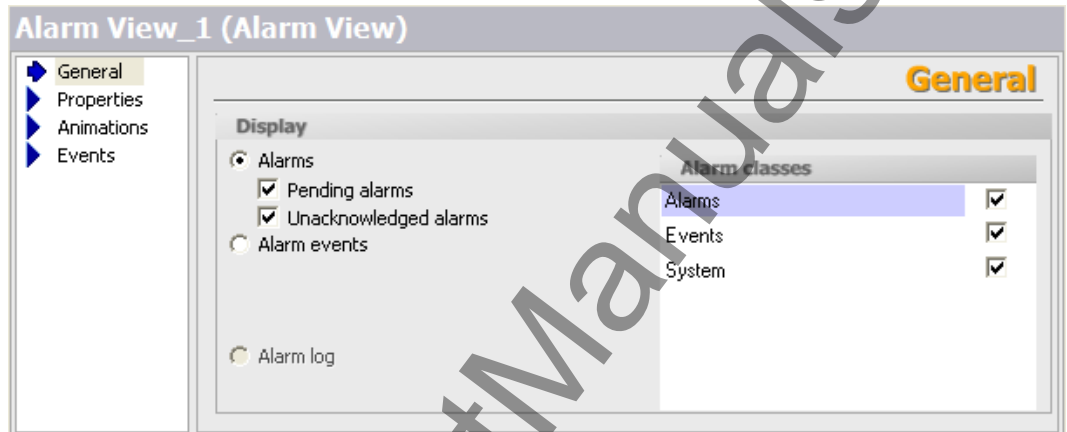 Alarm View_1 (Alarm View)
General
Properties
Animations
Events
General
Display
Alarms
Pending alarms
Unacknowledged alarms
Alarm events
Alarm log
Alarm classes
Alarms
Events
System
tManuals